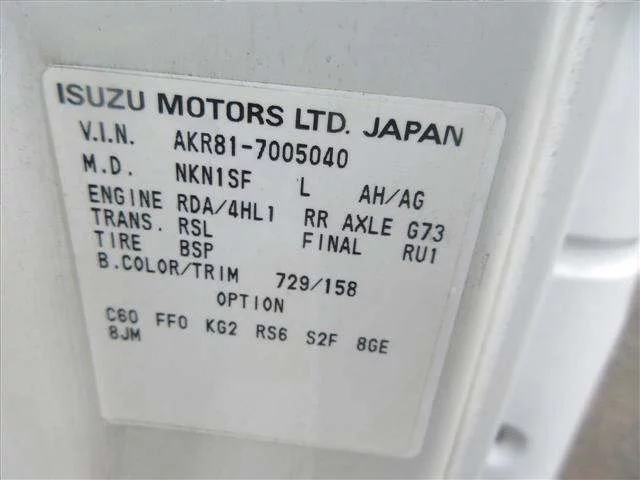 ISUZU MOTORS LTD. JAPAN
V.I.N. AKR81-7005040
M.D. NKN1SF L AH/AG
ENGINE RDA/4HL1 RR AXLE G73
TRANS. RSL FINAL RU1
TIRE BSP
B.COLOR/TRIM 729/158
OPTION
C60 FF0 KG2 RS6 S2F 8GE
8JM